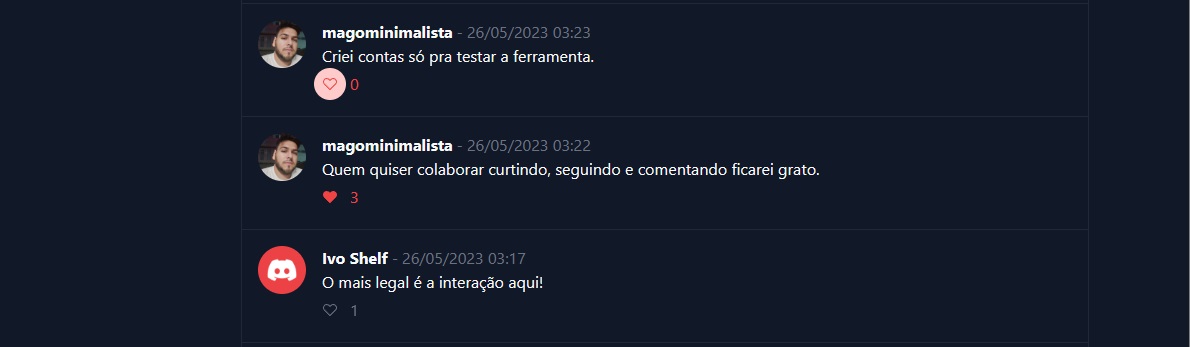 magominimalista - 26/05/2023 03:23
Criei contas só pra testar a ferramenta.
0
magominimalista - 26/05/2023 03:22
Quem quiser colaborar curtindo, seguindo e comentando ficarei grato.
3
Ivo Shelf - 26/05/2023 03:17
O mais legal é a interação aqui!
1